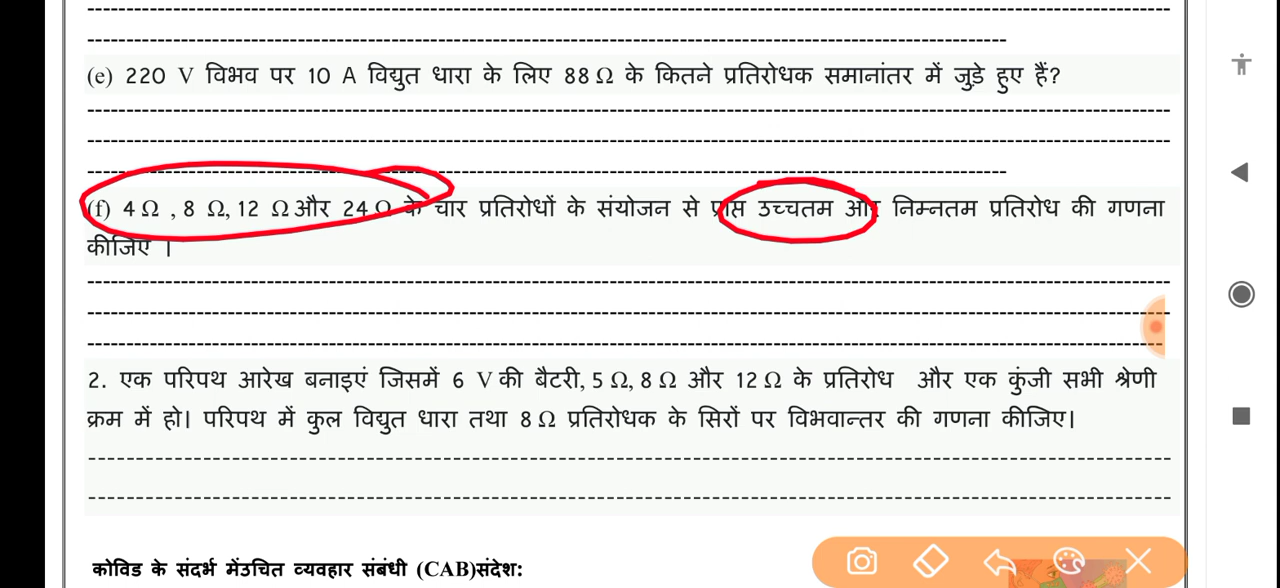 (e) 220 V विभव पर 10 A विद्युत धारा के लिए 88 Ω के कितने प्रतिरोधक समानांतर में जुड़े हुए हैं?
(f) 4 Ω , 8 Ω, 12 Ω और 24 Ω के चार प्रतिरोधों के संयोजन से प्राप्त उच्चतम और निम्नतम प्रतिरोध की गणना
कीजिए |
2. एक परिपथ आरेख बनाइएं जिसमें 6 V की बैटरी, 5 Ω, 8 Ω और 12 Ω के प्रतिरोध और एक कुंजी सभी श्रेणी
क्रम में हो। परिपथ में कुल विद्युत धारा तथा 8 Ω प्रतिरोधक के सिरों पर विभवान्तर की गणना कीजिए।
कोविड के संदर्भ मेंउचित व्यवहार संबंधी (CAB)संदेश: